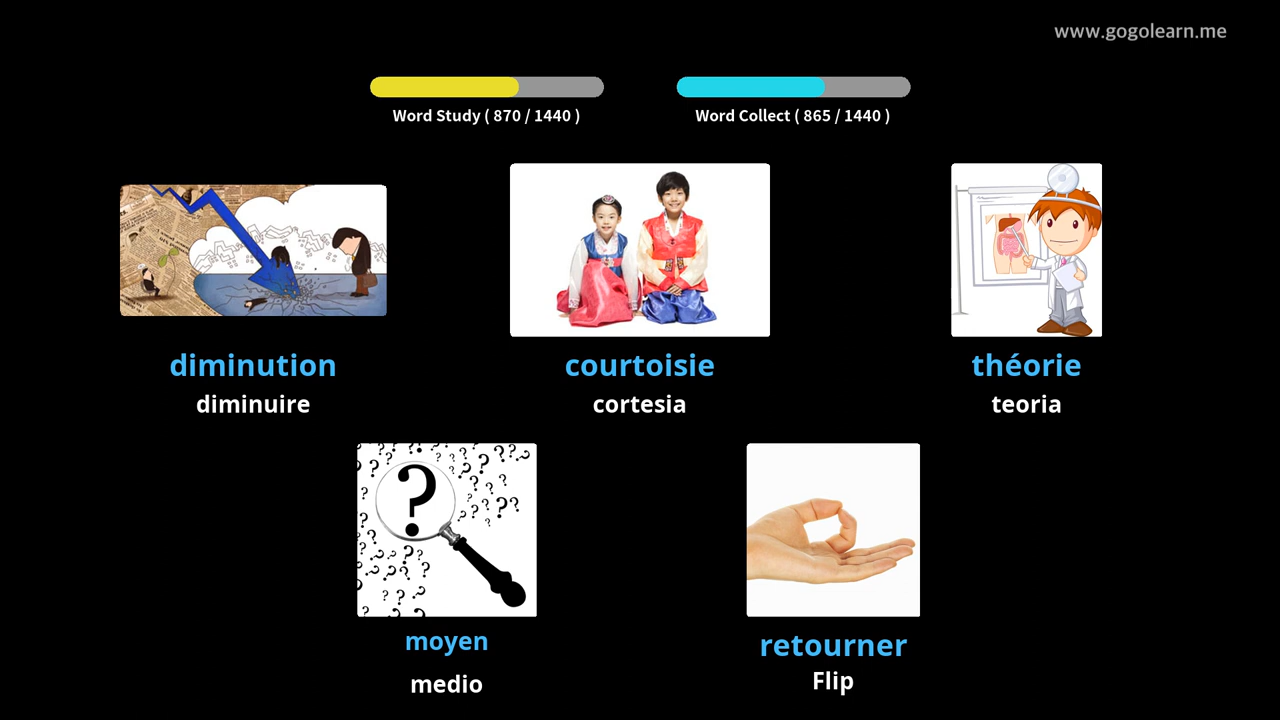 www.gogolearn.me
Word Study ( 870 / 1440 )
Word Collect ( 865 / 1440 )
diminution
diminuire
courtoisie
cortesia
théorie
teoria
moyen
medio
retourner
Flip